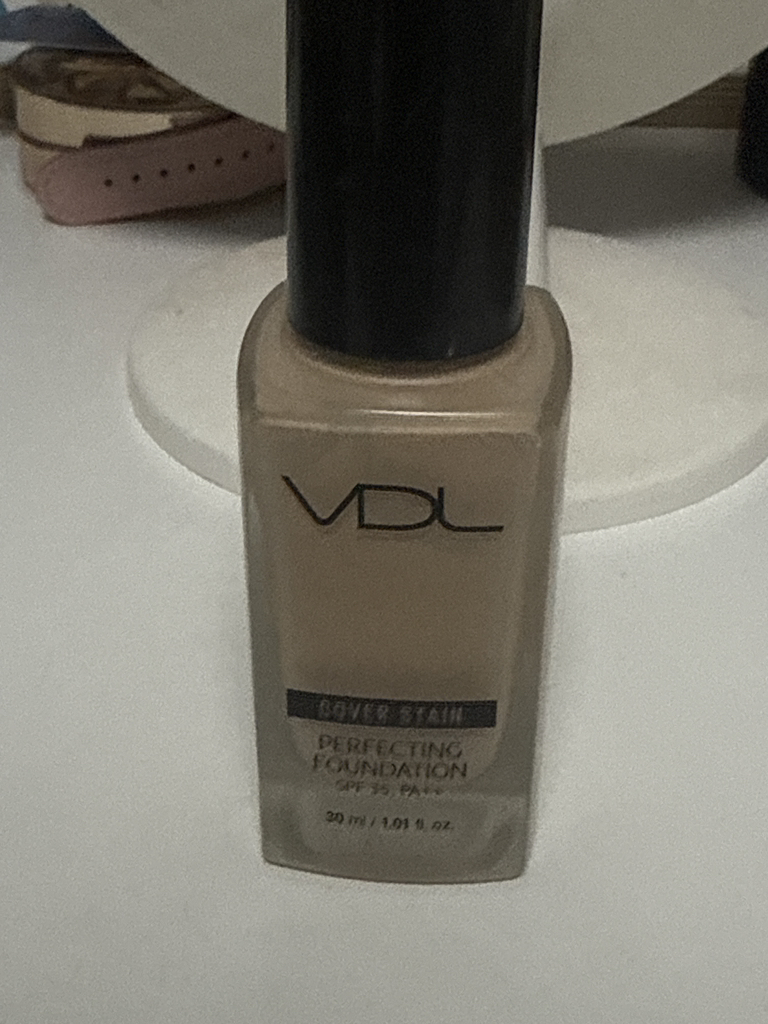 VDL
COVER STAIN
PERFECTING
FOUNDATION
SPF 35, PA++
30 ml / 1.01 fl. oz.